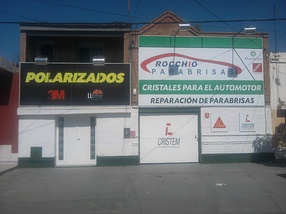 POLARIZADOS
3M
ROCCHIO
PARABRISAS
CRISTALES PARA EL AUTOMOTOR
REPARACIÓN DE PARABRISAS
CRISTEM